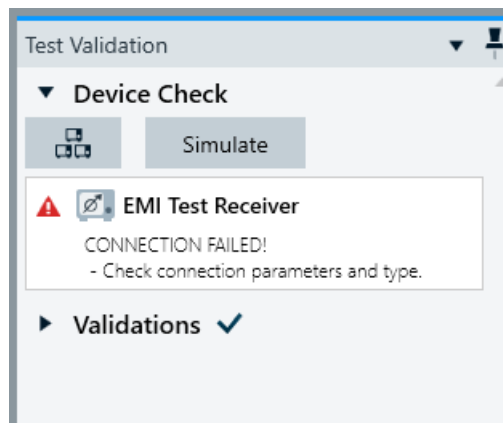 Test Validation
Device Check
Simulate
EMI Test Receiver
CONNECTION FAILED!
- Check connection parameters and type.
Validations